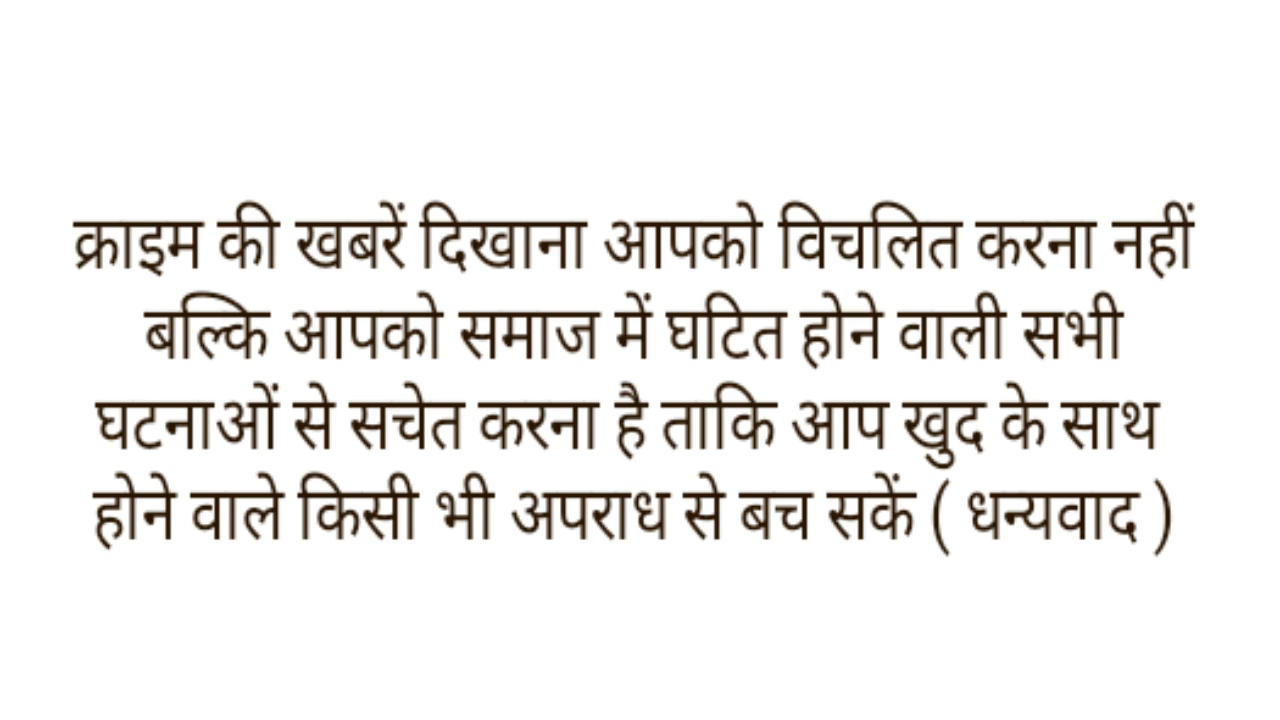 क्राइम की खबरें दिखाना आपको विचलित करना नहीं
बल्कि आपको समाज में घटित होने वाली सभी
घटनाओं से सचेत करना है ताकि आप खुद के साथ
होने वाले किसी भी अपराध से बच सकें ( धन्यवाद )